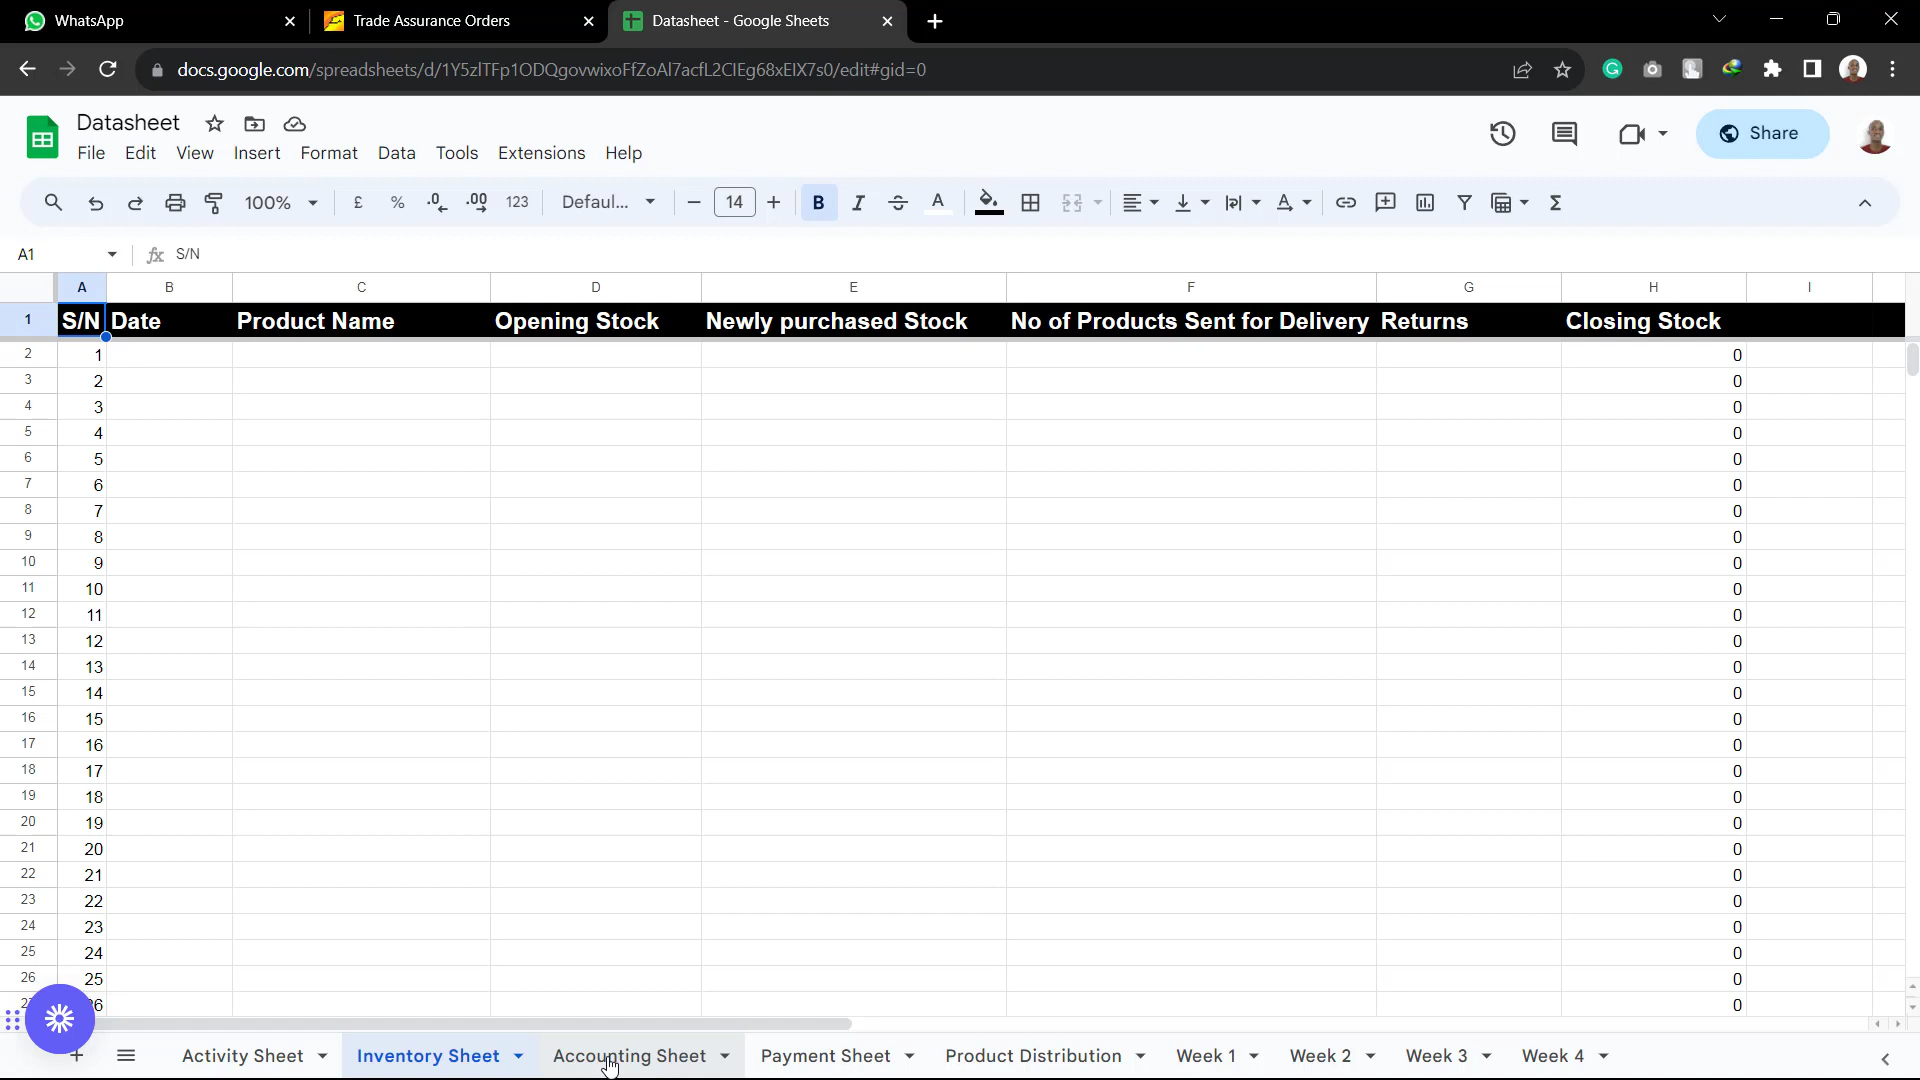 WhatsApp Trade Assurance Orders Datasheet - Google Sheets
docs.google.com/spreadsheets/d/1Y5zlTFp1ODQgovwixoFfZoAl7acfL2CIEg68xEIX7s0/edit#gid=0
Datasheet
File Edit View Insert Format Data Tools Extensions Help
Share
100% £ % .0 .00 123 Defaul... 14 B I A
A1 fx S/N
A B C D E F G H I
1 S/N Date Product Name Opening Stock Newly purchased Stock No of Products Sent for Delivery Returns Closing Stock
2 1 0
3 2 0
4 3 0
5 4 0
6 5 0
7 6 0
8 7 0
9 8 0
10 9 0
11 10 0
12 11 0
13 12 0
14 13 0
15 14 0
16 15 0
17 16 0
18 17 0
19 18 0
20 19 0
21 20 0
22 21 0
23 22 0
24 23 0
25 24 0
26 25 0
0
Activity Sheet Inventory Sheet Accounting Sheet Payment Sheet Product Distribution Week 1 Week 2 Week 3 Week 4